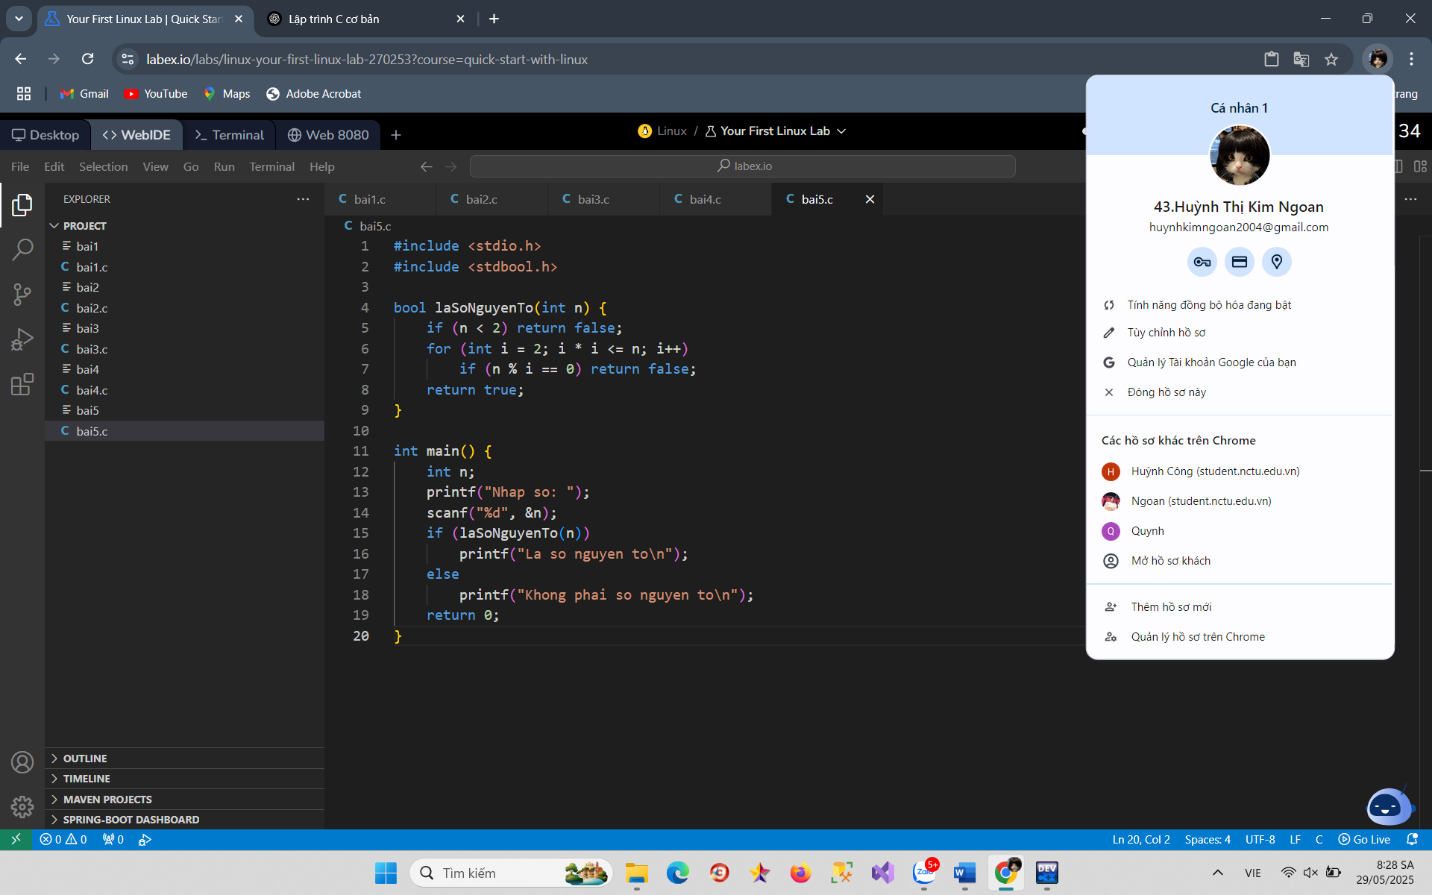 Your First Linux Lab | Quick Star
Lập trình C cơ bản
labex.io/labs/linux-your-first-linux-lab-270253?course=quick-start-with-linux
Gmail
YouTube
Maps
Adobe Acrobat
trang
Desktop
WebIDE
Terminal
Web 8080
Linux / Your First Linux Lab
34
File Edit Selection View Go Run Terminal Help
labex.io
EXPLORER
PROJECT
bai1
bai1.c
bai2
bai2.c
bai3
bai3.c
bai4
bai4.c
bai5
bai5.c
OUTLINE
TIMELINE
MAVEN PROJECTS
SPRING-BOOT DASHBOARD
C bai1.c
C bai2.c
C bai3.c
C bai4.c
C bai5.c
C bai5.c
1 #include <stdio.h>
2 #include <stdbool.h>
3
4 bool laSoNguyenTo(int n) {
5 if (n < 2) return false;
6 for (int i = 2; i * i <= n; i++)
7 if (n % i == 0) return false;
8 return true;
9 }
10
11 int main() {
12 int n;
13 printf("Nhap so: ");
14 scanf("%d", &n);
15 if (laSoNguyenTo(n))
16 printf("La so nguyen to\n");
17 else
18 printf("Khong phai so nguyen to\n");
19 return 0;
20 }
Cá nhân 1
43.Huỳnh Thị Kim Ngoan
huynhkimngoan2004@gmail.com
Tính năng đồng bộ hóa đang bật
Tùy chỉnh hồ sơ
Quản lý Tài khoản Google của bạn
Đóng hồ sơ này
Các hồ sơ khác trên Chrome
H Huỳnh Công (student.nctu.edu.vn)
Ngoan (student.nctu.edu.vn)
Q Quynh
Mở hồ sơ khách
Thêm hồ sơ mới
Quản lý hồ sơ trên Chrome
0 0 0
Ln 20, Col 2 Spaces: 4 UTF-8 LF C Go Live
Tìm kiếm
Zalo
5+
W
DEV
VIE
8:28 SA
29/05/2025